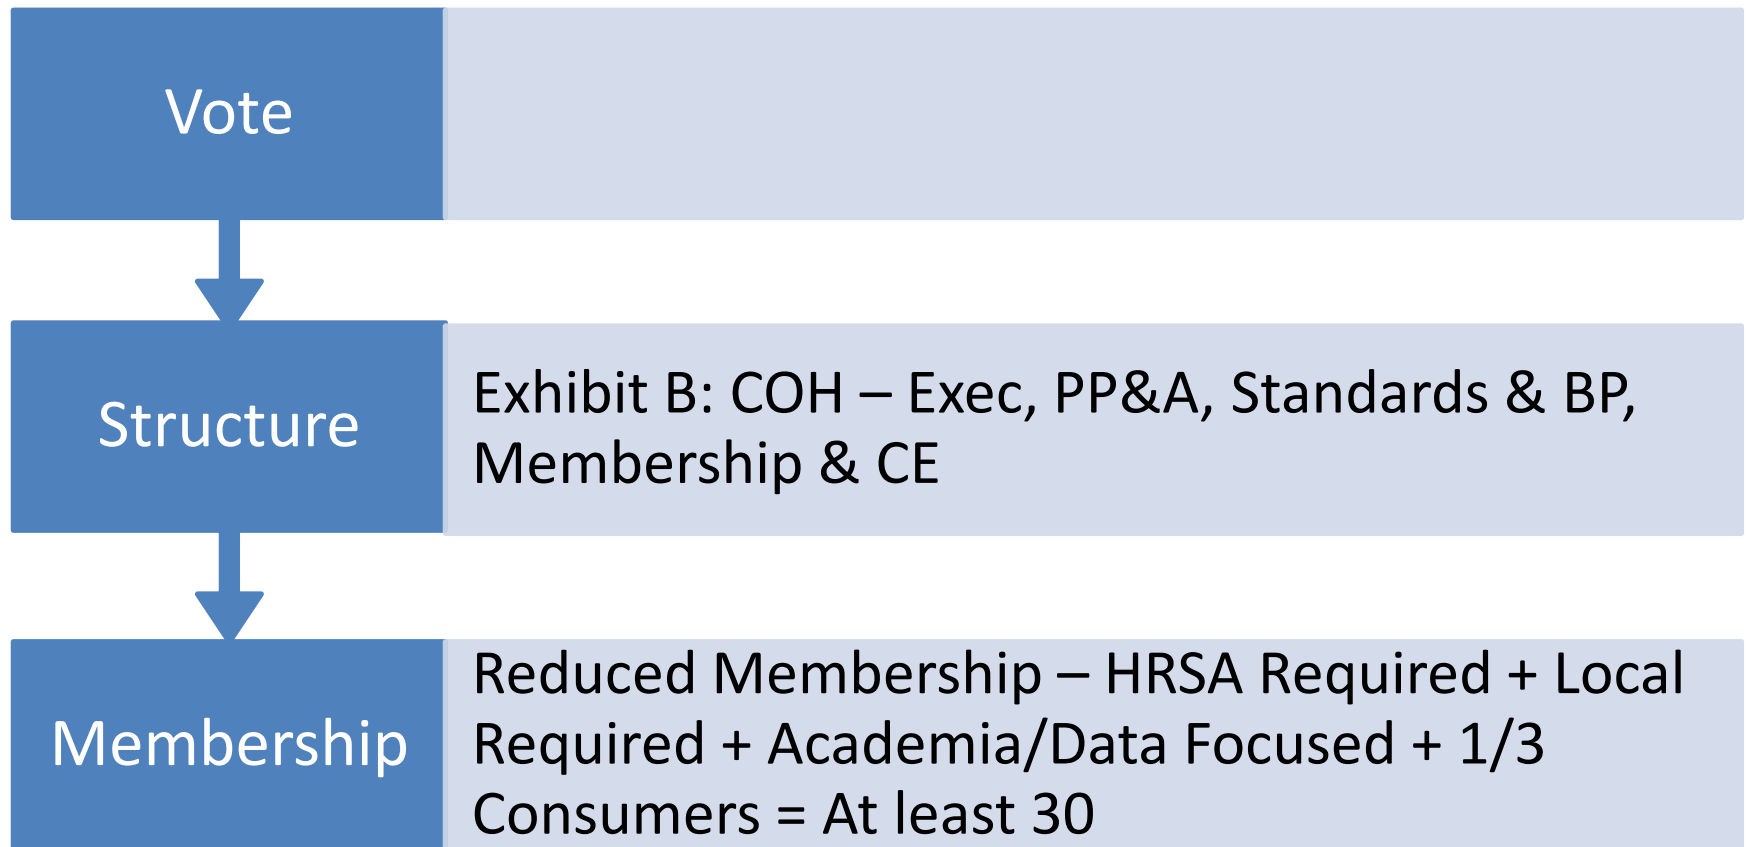 Vote
Structure
Exhibit B: COH – Exec, PP&A, Standards & BP,
Membership & CE
Membership
Reduced Membership – HRSA Required + Local
Required + Academia/Data Focused + 1/3
Consumers = At least 30